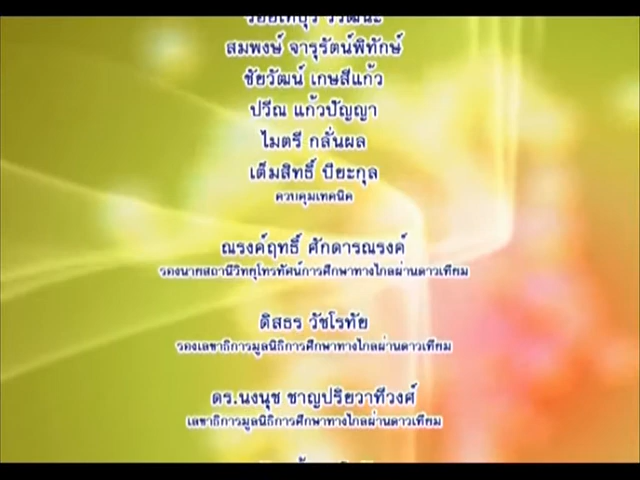 สมพงษ์ จารุรัตน์พิทักษ์
ชัยวัฒน์ เกษสีแก้ว
ปวีณ แก้วปัญญา
ไมตรี กลั่นผล
เต็มสิทธิ์ ปิยะกุล
ควบคุมเทคนิค
ณรงค์ฤทธิ์ ศักดารณรงค์
รองนายสถานีวิทยุโทรทัศน์การศึกษาทางไกลผ่านดาวเทียม
ดิสธร วัชโรทัย
รองเลขาธิการมูลนิธิการศึกษาทางไกลผ่านดาวเทียม
ดร.นงนุช ชาญปริยวาทีวงศ์
เลขาธิการมูลนิธิการศึกษาทางไกลผ่านดาวเทียม